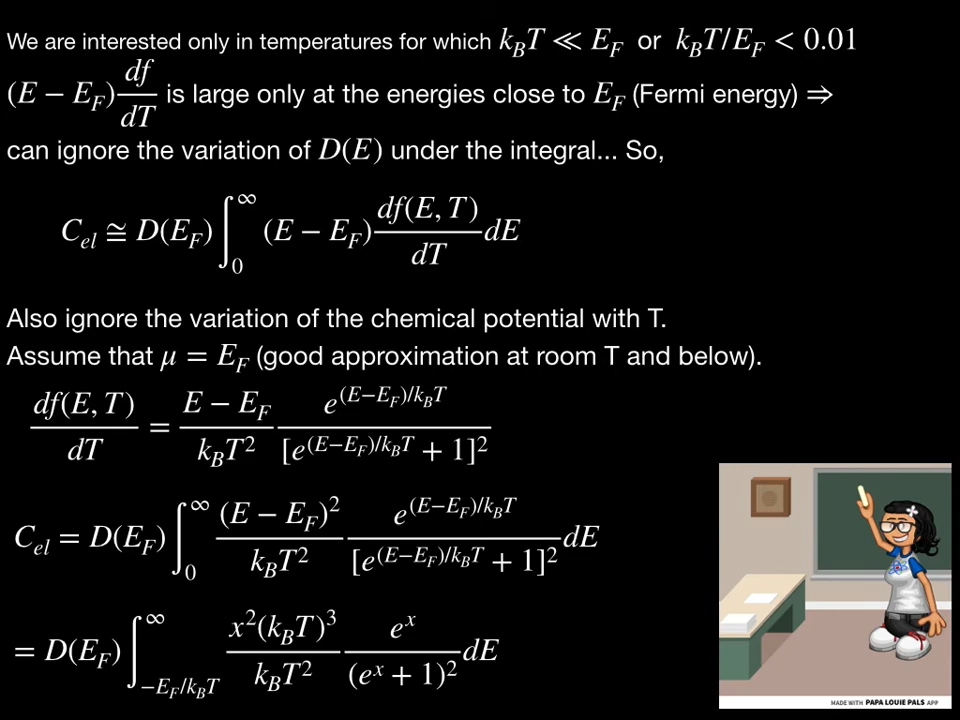 We are interested only in temperatures for which k_BT ≪ E_F or k_BT/E_F < 0.01
(E − E_F) df/dT is large only at the energies close to E_F (Fermi energy) ⇒
can ignore the variation of D(E) under the integral... So,
C_el ≅ D(E_F) ∫_0^∞ (E − E_F) df(E, T)/dT dE
Also ignore the variation of the chemical potential with T.
Assume that μ = E_F (good approximation at room T and below).
df(E, T)/dT = (E − E_F)/(k_BT^2) e^{(E−E_F)/k_BT}/[e^{(E−E_F)/k_BT} + 1]^2
C_el = D(E_F) ∫_0^∞ (E − E_F)^2/(k_BT^2) e^{(E−E_F)/k_BT}/[e^{(E−E_F)/k_BT} + 1]^2 dE
= D(E_F) ∫_{−E_F/k_BT}^∞ x^2(k_BT)^3/(k_BT^2) e^x/(e^x + 1)^2 dE
MADE WITH PAPA LOUIE PALS APP